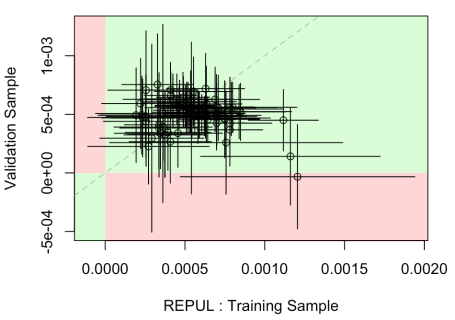 Validation Sample
1e-03
5e-04
0e+00
-5e-04
0.0000
0.0005
0.0010
0.0015
0.0020
REPUL : Training Sample